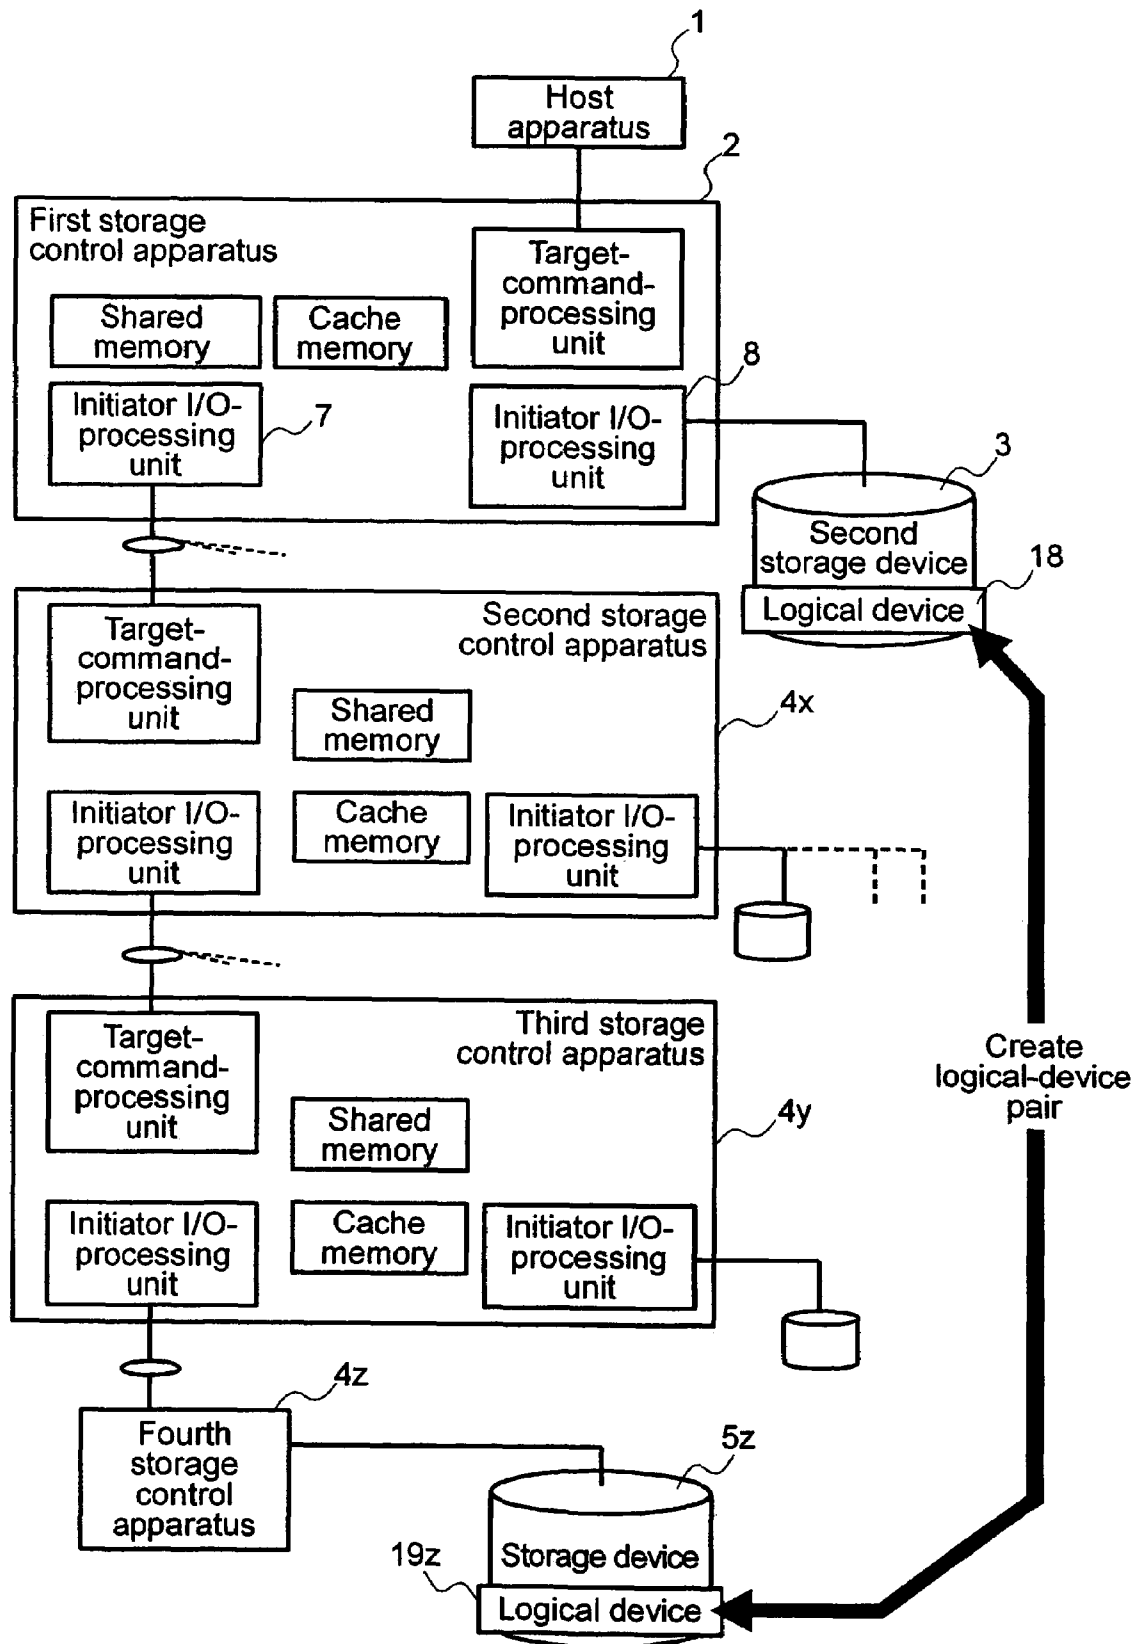 1
Host
apparatus
2
First storage
control apparatus
Target-
command-
processing
unit
Shared
memory
Cache
memory
8
Initiator I/O-
processing
unit
7
Initiator I/O-
processing
unit
3
Second
storage device
18
Logical device
Target-
command-
processing
unit
Second storage
control apparatus
4x
Shared
memory
Initiator I/O-
processing
unit
Cache
memory
Initiator I/O-
processing
unit
Target-
command-
processing
unit
Third storage
control apparatus
Create
logical-device
pair
4y
Shared
memory
Initiator I/O-
processing
unit
Cache
memory
Initiator I/O-
processing
unit
4z
Fourth
storage
control
apparatus
5z
Storage device
19z
Logical device